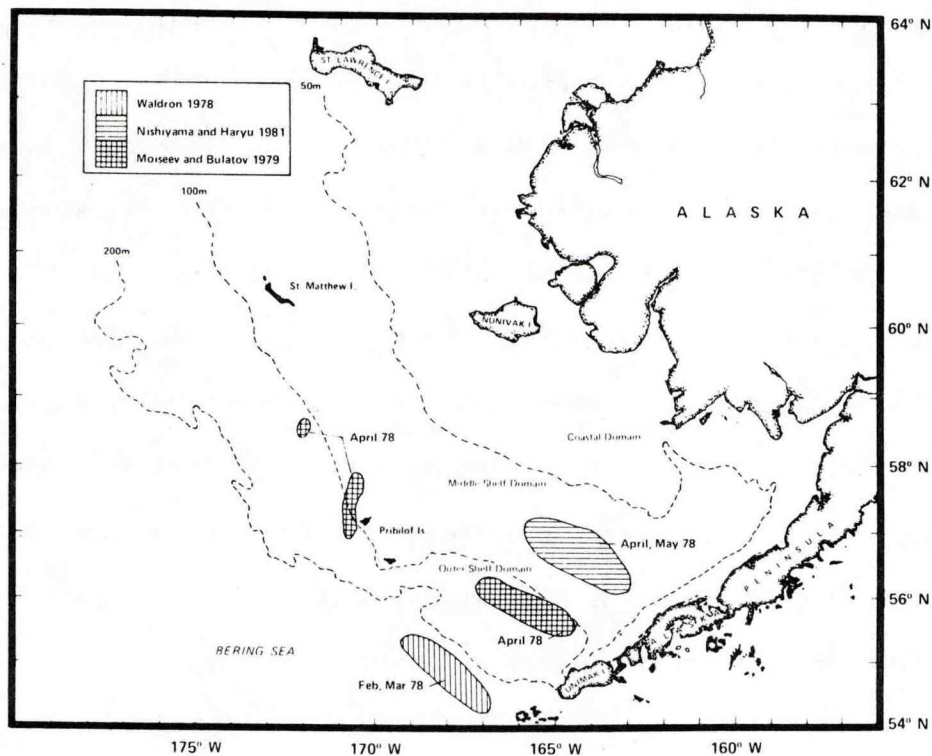 64° N
ST. LAWRENCE I.
50m
Waldron 1978
Nishiyama and Haryu 1981
Moiseev and Bulatov 1979
62° N
100m
ALASKA
200m
St. Matthew I.
60° N
NUNIVAK I.
April 78
Coastal Domain
58° N
Middle Shelf Domain
Pribilof Is.
April, May 78
PENINSULA
Outer Shelf Domain
56° N
April 78
BERING SEA
UNIMAK I.
Feb, Mar 78
54° N
175° W
170° W
165° W
160° W